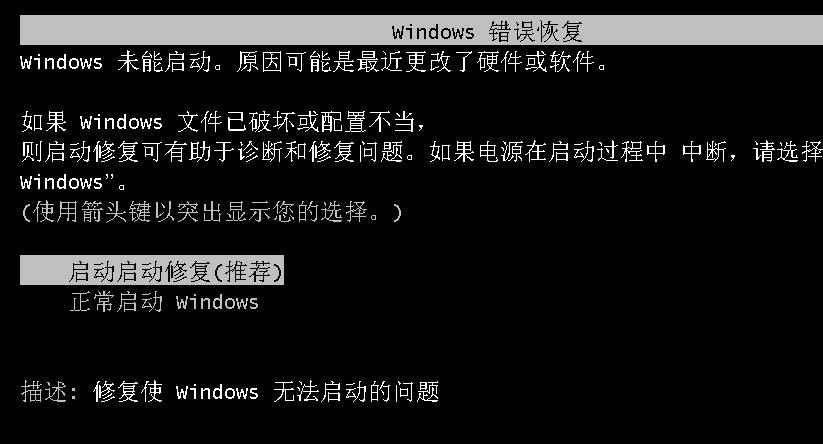 Windows 错误恢复
Windows 未能启动。原因可能是最近更改了硬件或软件。
如果 Windows 文件已破坏或配置不当,
则启动修复可有助于诊断和修复问题。如果电源在启动过程中 中断,请选择
Windows”。
(使用箭头键以突出显示您的选择。)
启动启动修复(推荐)
正常启动 Windows
描述: 修复使 Windows 无法启动的问题